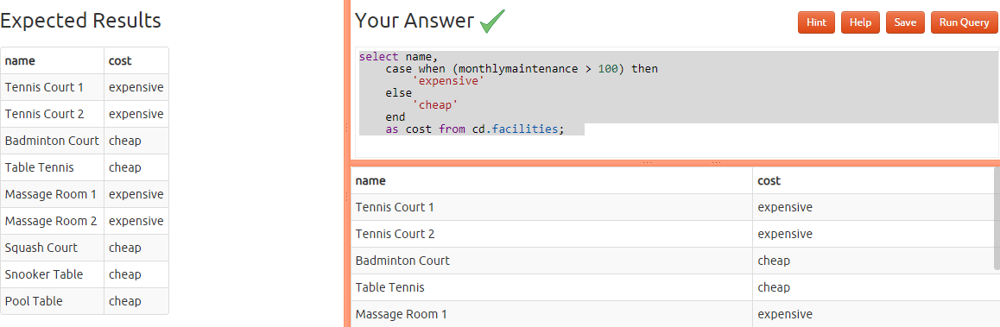 Expected Results
name cost
Tennis Court 1 expensive
Tennis Court 2 expensive
Badminton Court cheap
Table Tennis cheap
Massage Room 1 expensive
Massage Room 2 expensive
Squash Court cheap
Snooker Table cheap
Pool Table cheap
Your Answer
Hint Help Save Run Query
select name,
case when (monthlymaintenance > 100) then
'expensive'
else
'cheap'
end
as cost from cd.facilities;
name cost
Tennis Court 1 expensive
Tennis Court 2 expensive
Badminton Court cheap
Table Tennis cheap
Massage Room 1 expensive